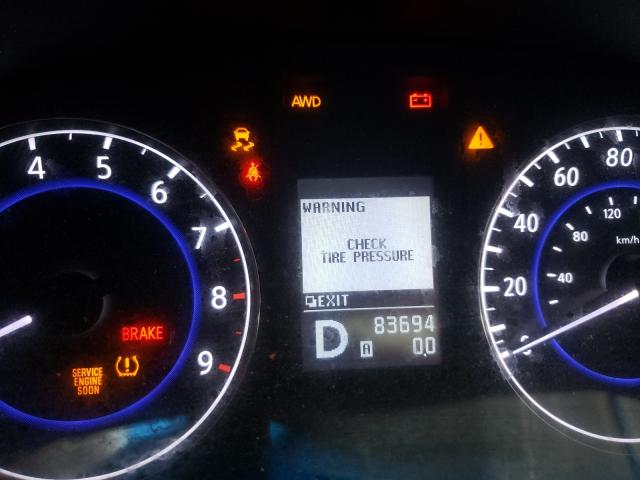 AWD
4 5 6 7 8 9
80
60
40
20
0
120
80
40
km/h
WARNING
CHECK
TIRE PRESSURE
EXIT
D 83694
A 0.0
BRAKE
SERVICE
ENGINE
SOON